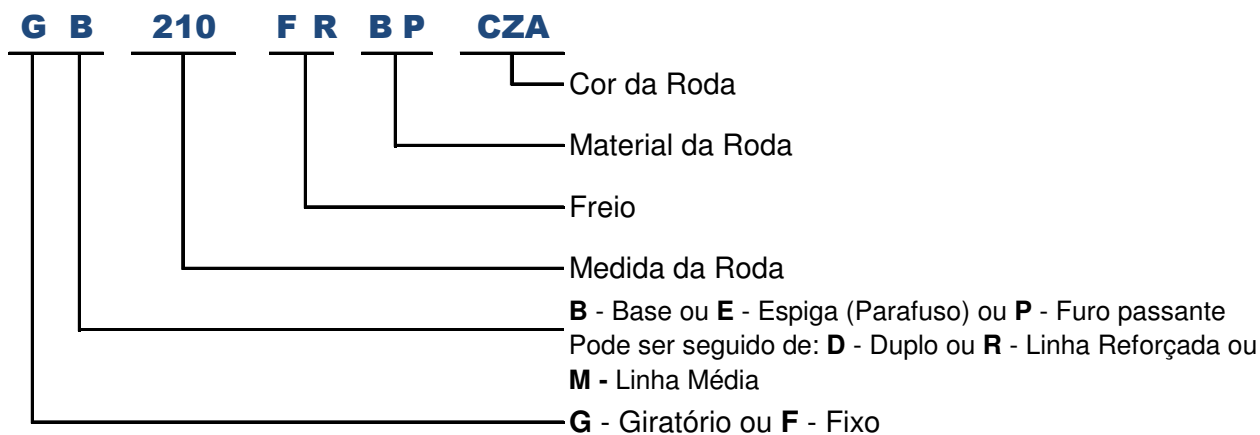 G B 210 F R B P CZA
Cor da Roda
Material da Roda
Freio
Medida da Roda
B - Base ou E - Espiga (Parafuso) ou P - Furo passante
Pode ser seguido de: D - Duplo ou R - Linha Reforçada ou
M - Linha Média
G - Giratório ou F - Fixo